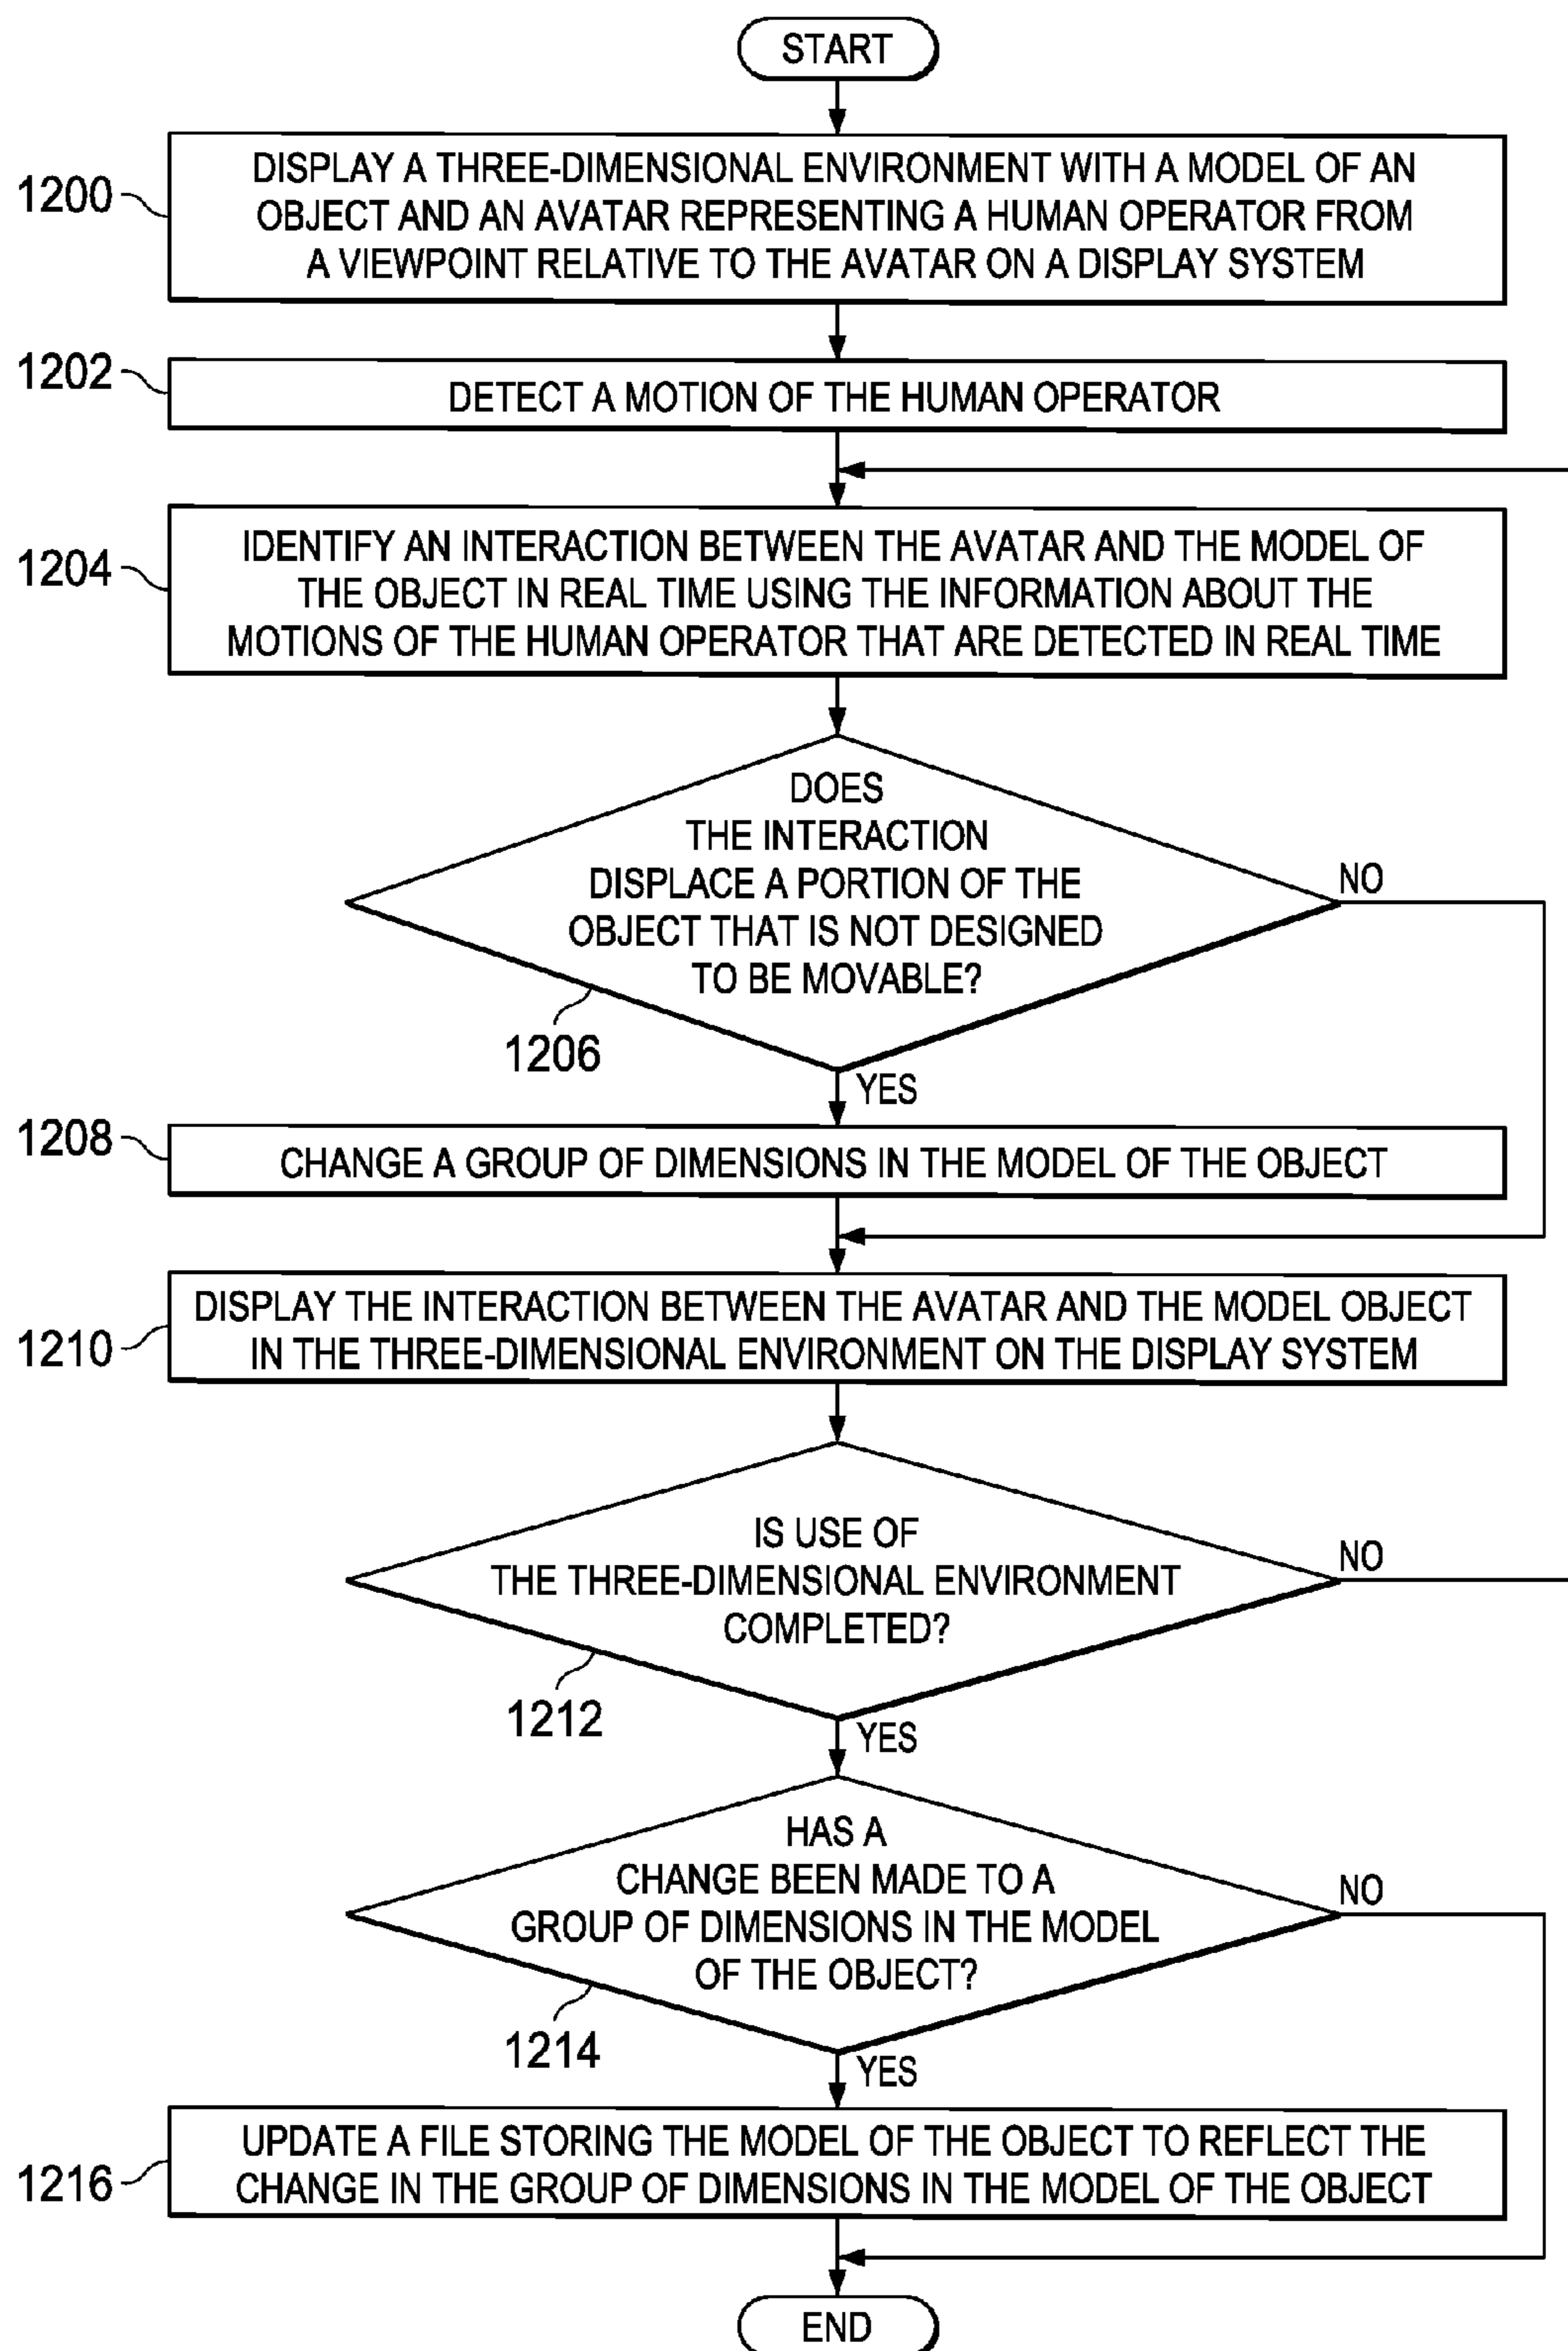 START
1200
DISPLAY A THREE-DIMENSIONAL ENVIRONMENT WITH A MODEL OF AN
OBJECT AND AN AVATAR REPRESENTING A HUMAN OPERATOR FROM
A VIEWPOINT RELATIVE TO THE AVATAR ON A DISPLAY SYSTEM
1202
DETECT A MOTION OF THE HUMAN OPERATOR
1204
IDENTIFY AN INTERACTION BETWEEN THE AVATAR AND THE MODEL OF
THE OBJECT IN REAL TIME USING THE INFORMATION ABOUT THE
MOTIONS OF THE HUMAN OPERATOR THAT ARE DETECTED IN REAL TIME
DOES
THE INTERACTION
DISPLACE A PORTION OF THE
OBJECT THAT IS NOT DESIGNED
TO BE MOVABLE?
NO
1206
YES
1208
CHANGE A GROUP OF DIMENSIONS IN THE MODEL OF THE OBJECT
1210
DISPLAY THE INTERACTION BETWEEN THE AVATAR AND THE MODEL OBJECT
IN THE THREE-DIMENSIONAL ENVIRONMENT ON THE DISPLAY SYSTEM
IS USE OF
THE THREE-DIMENSIONAL ENVIRONMENT
COMPLETED?
NO
1212
YES
HAS A
CHANGE BEEN MADE TO A
GROUP OF DIMENSIONS IN THE MODEL
OF THE OBJECT?
NO
1214
YES
1216
UPDATE A FILE STORING THE MODEL OF THE OBJECT TO REFLECT THE
CHANGE IN THE GROUP OF DIMENSIONS IN THE MODEL OF THE OBJECT
END